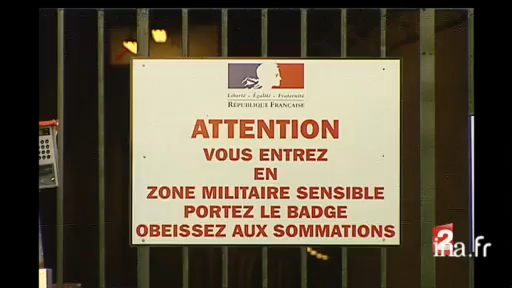 Liberté • Égalité • Fraternité
RÉPUBLIQUE FRANÇAISE
ATTENTION
VOUS ENTREZ
EN
ZONE MILITAIRE SENSIBLE
PORTEZ LE BADGE
OBEISSEZ AUX SOMMATIONS
2
ina.fr